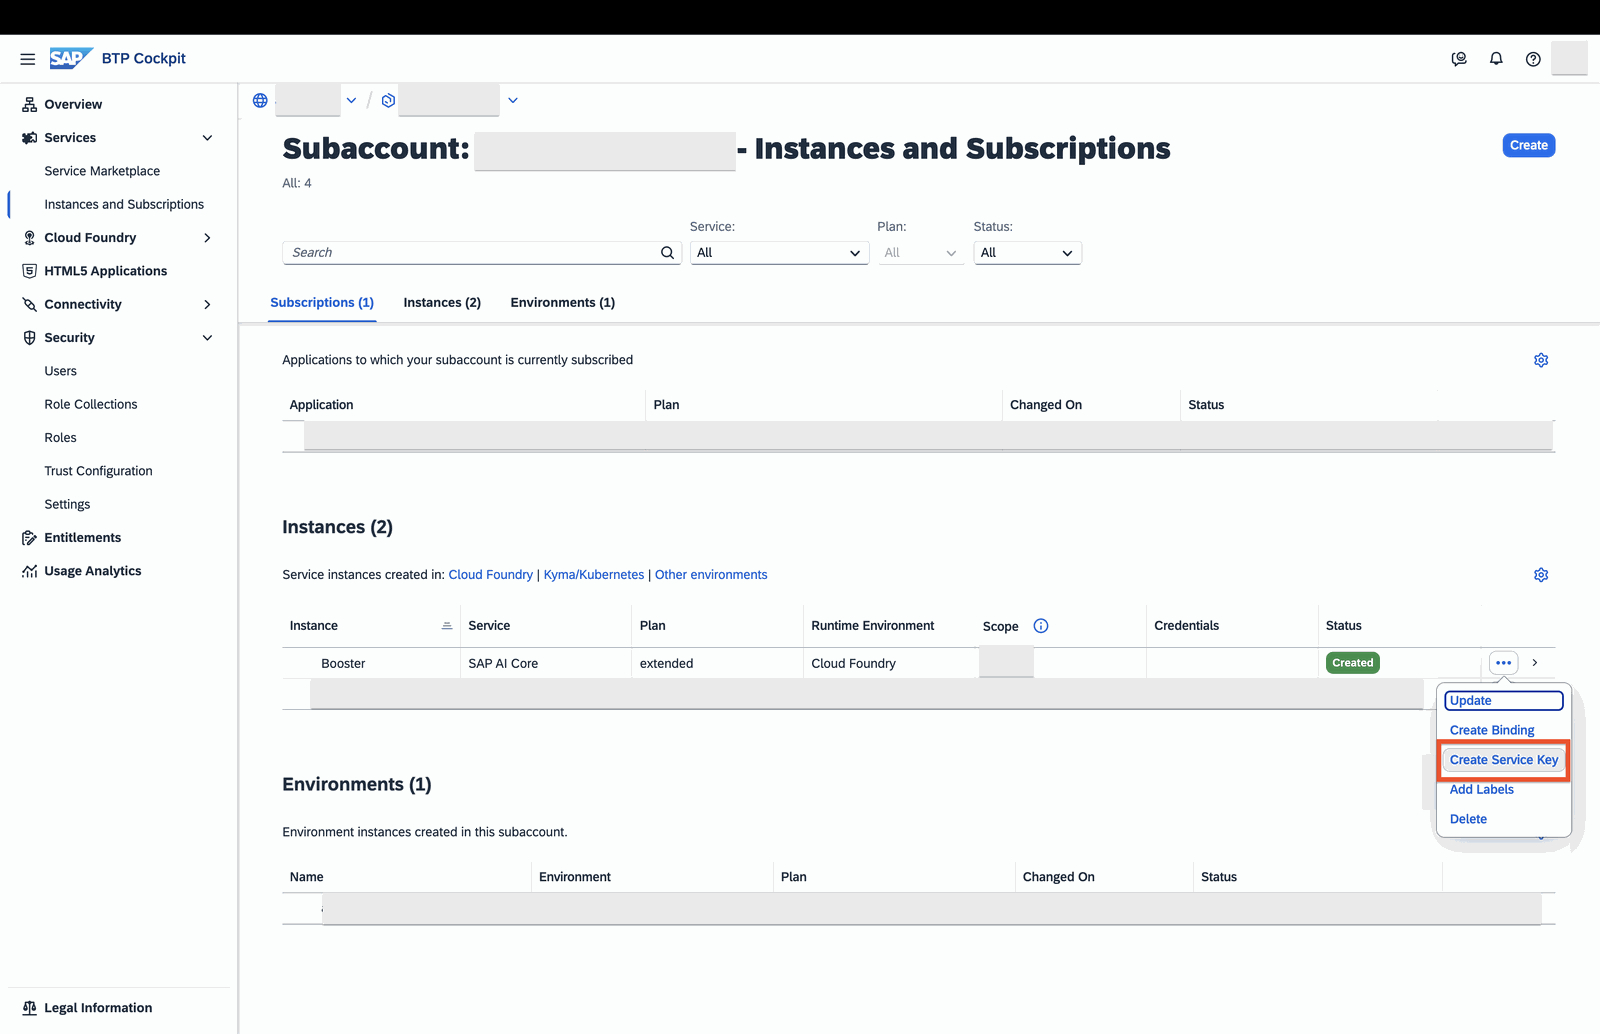 SAP BTP Cockpit
Overview
Services
Service Marketplace
Instances and Subscriptions
Cloud Foundry
HTML5 Applications
Connectivity
Security
Users
Role Collections
Roles
Trust Configuration
Settings
Entitlements
Usage Analytics
Legal Information
/
Subaccount: - Instances and Subscriptions
Create
All: 4
Service: Plan: Status:
Search All All All
Subscriptions (1) Instances (2) Environments (1)
Applications to which your subaccount is currently subscribed
Application Plan Changed On Status
Instances (2)
Service instances created in: Cloud Foundry | Kyma/Kubernetes | Other environments
Instance Service Plan Runtime Environment Scope Credentials Status
Booster SAP AI Core extended Cloud Foundry Created
Update
Create Binding
Create Service Key
Add Labels
Delete
Environments (1)
Environment instances created in this subaccount.
Name Environment Plan Changed On Status